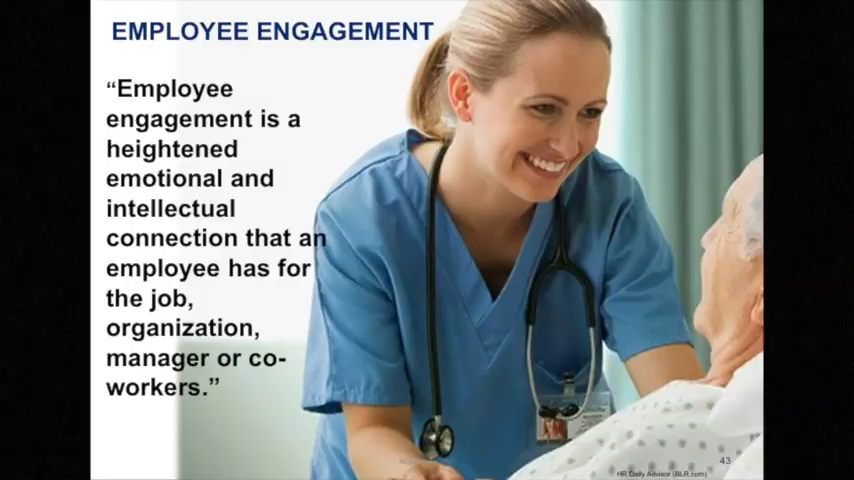 EMPLOYEE ENGAGEMENT
“Employee
engagement is a
heightened
emotional and
intellectual
connection that an
employee has for
the job,
organization,
manager or co-
workers.”
43
HR Daily Advisor (BLR.com)